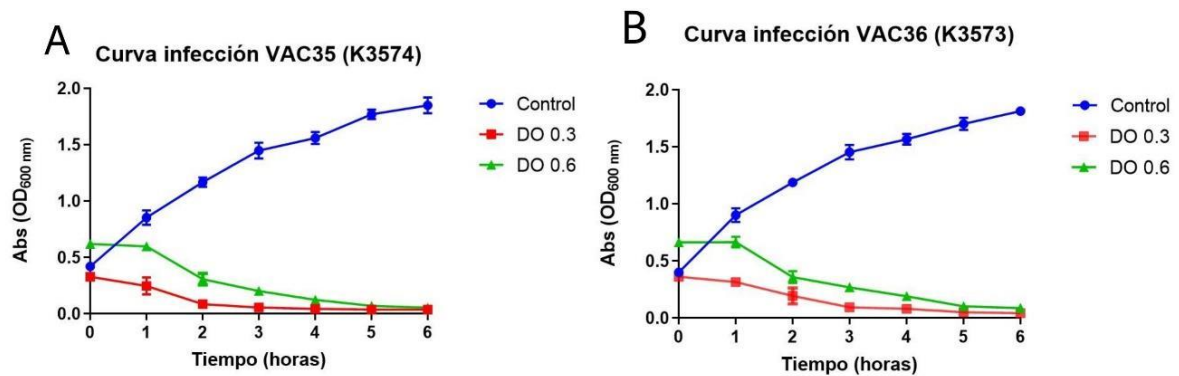 A
Curva infección VAC35 (K3574)
2.0
1.5
1.0
0.5
0.0
Abs (OD600 nm)
0 1 2 3 4 5 6
Tiempo (horas)
Control
DO 0.3
DO 0.6
B
Curva infección VAC36 (K3573)
2.0
1.5
1.0
0.5
0.0
Abs (OD600 nm)
0 1 2 3 4 5 6
Tiempo (horas)
Control
DO 0.3
DO 0.6